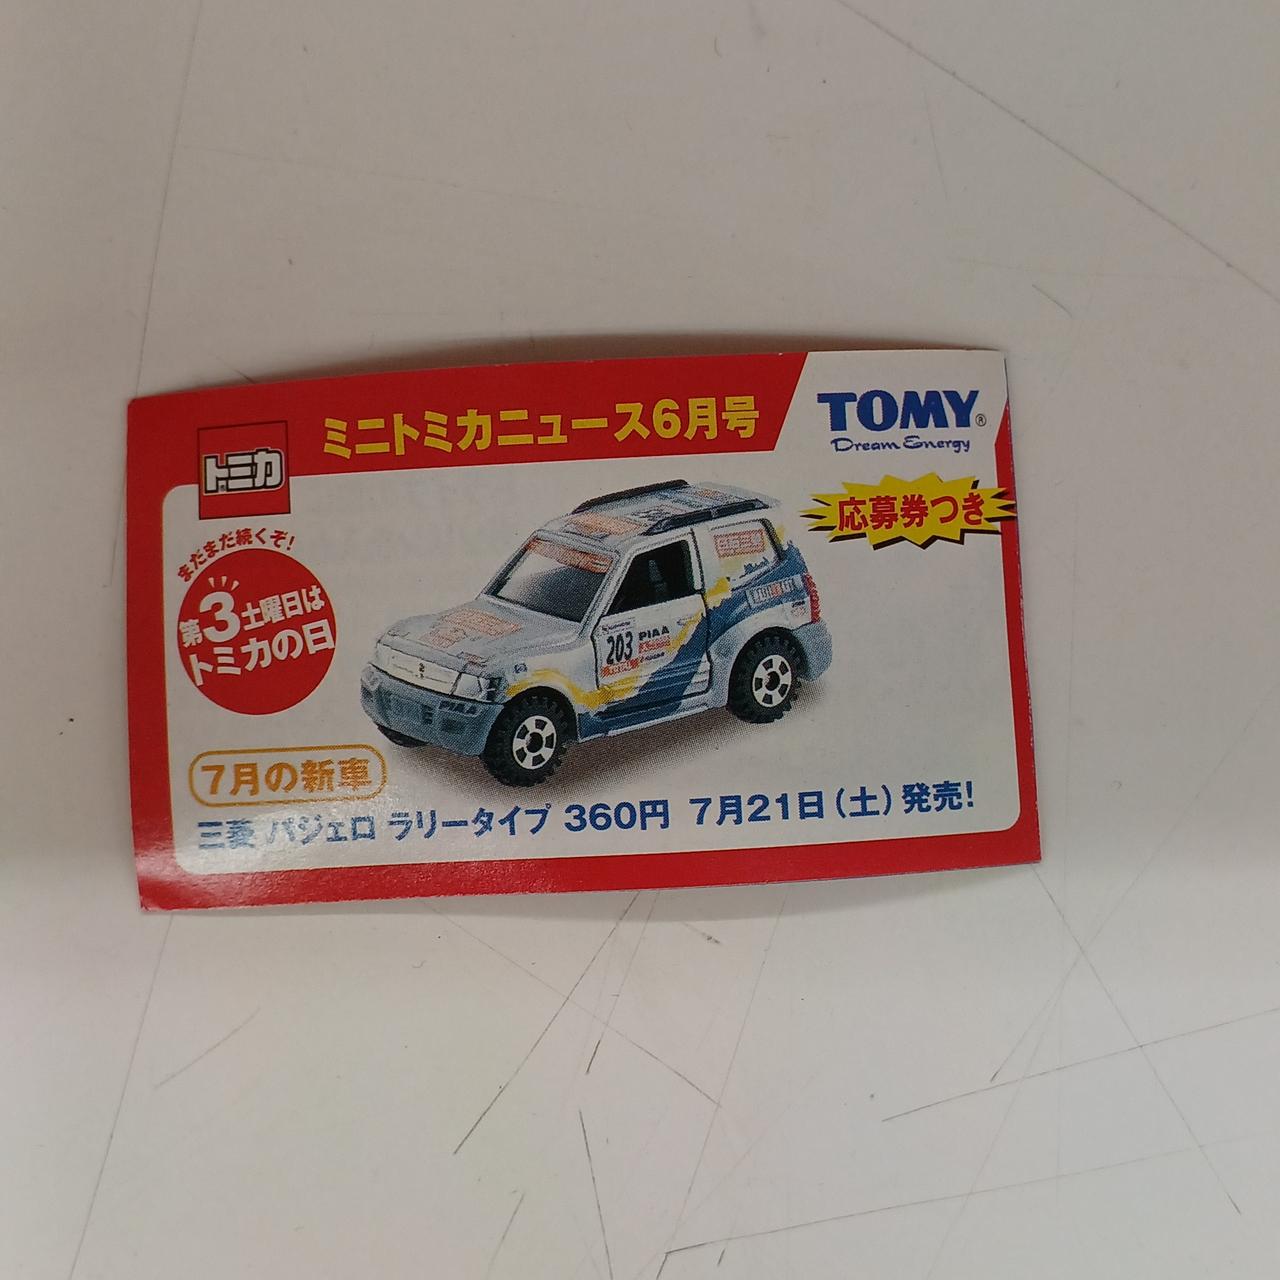 ミニトミカニュース6月号
TOMY®
Dream Energy
トミカ
応募券つき
まだまだ続くぞ!
第3土曜日は
トミカの日
203
PIAA
PIAA
7月の新車
三菱 パジェロ ラリータイプ 360円 7月21日(土)発売!